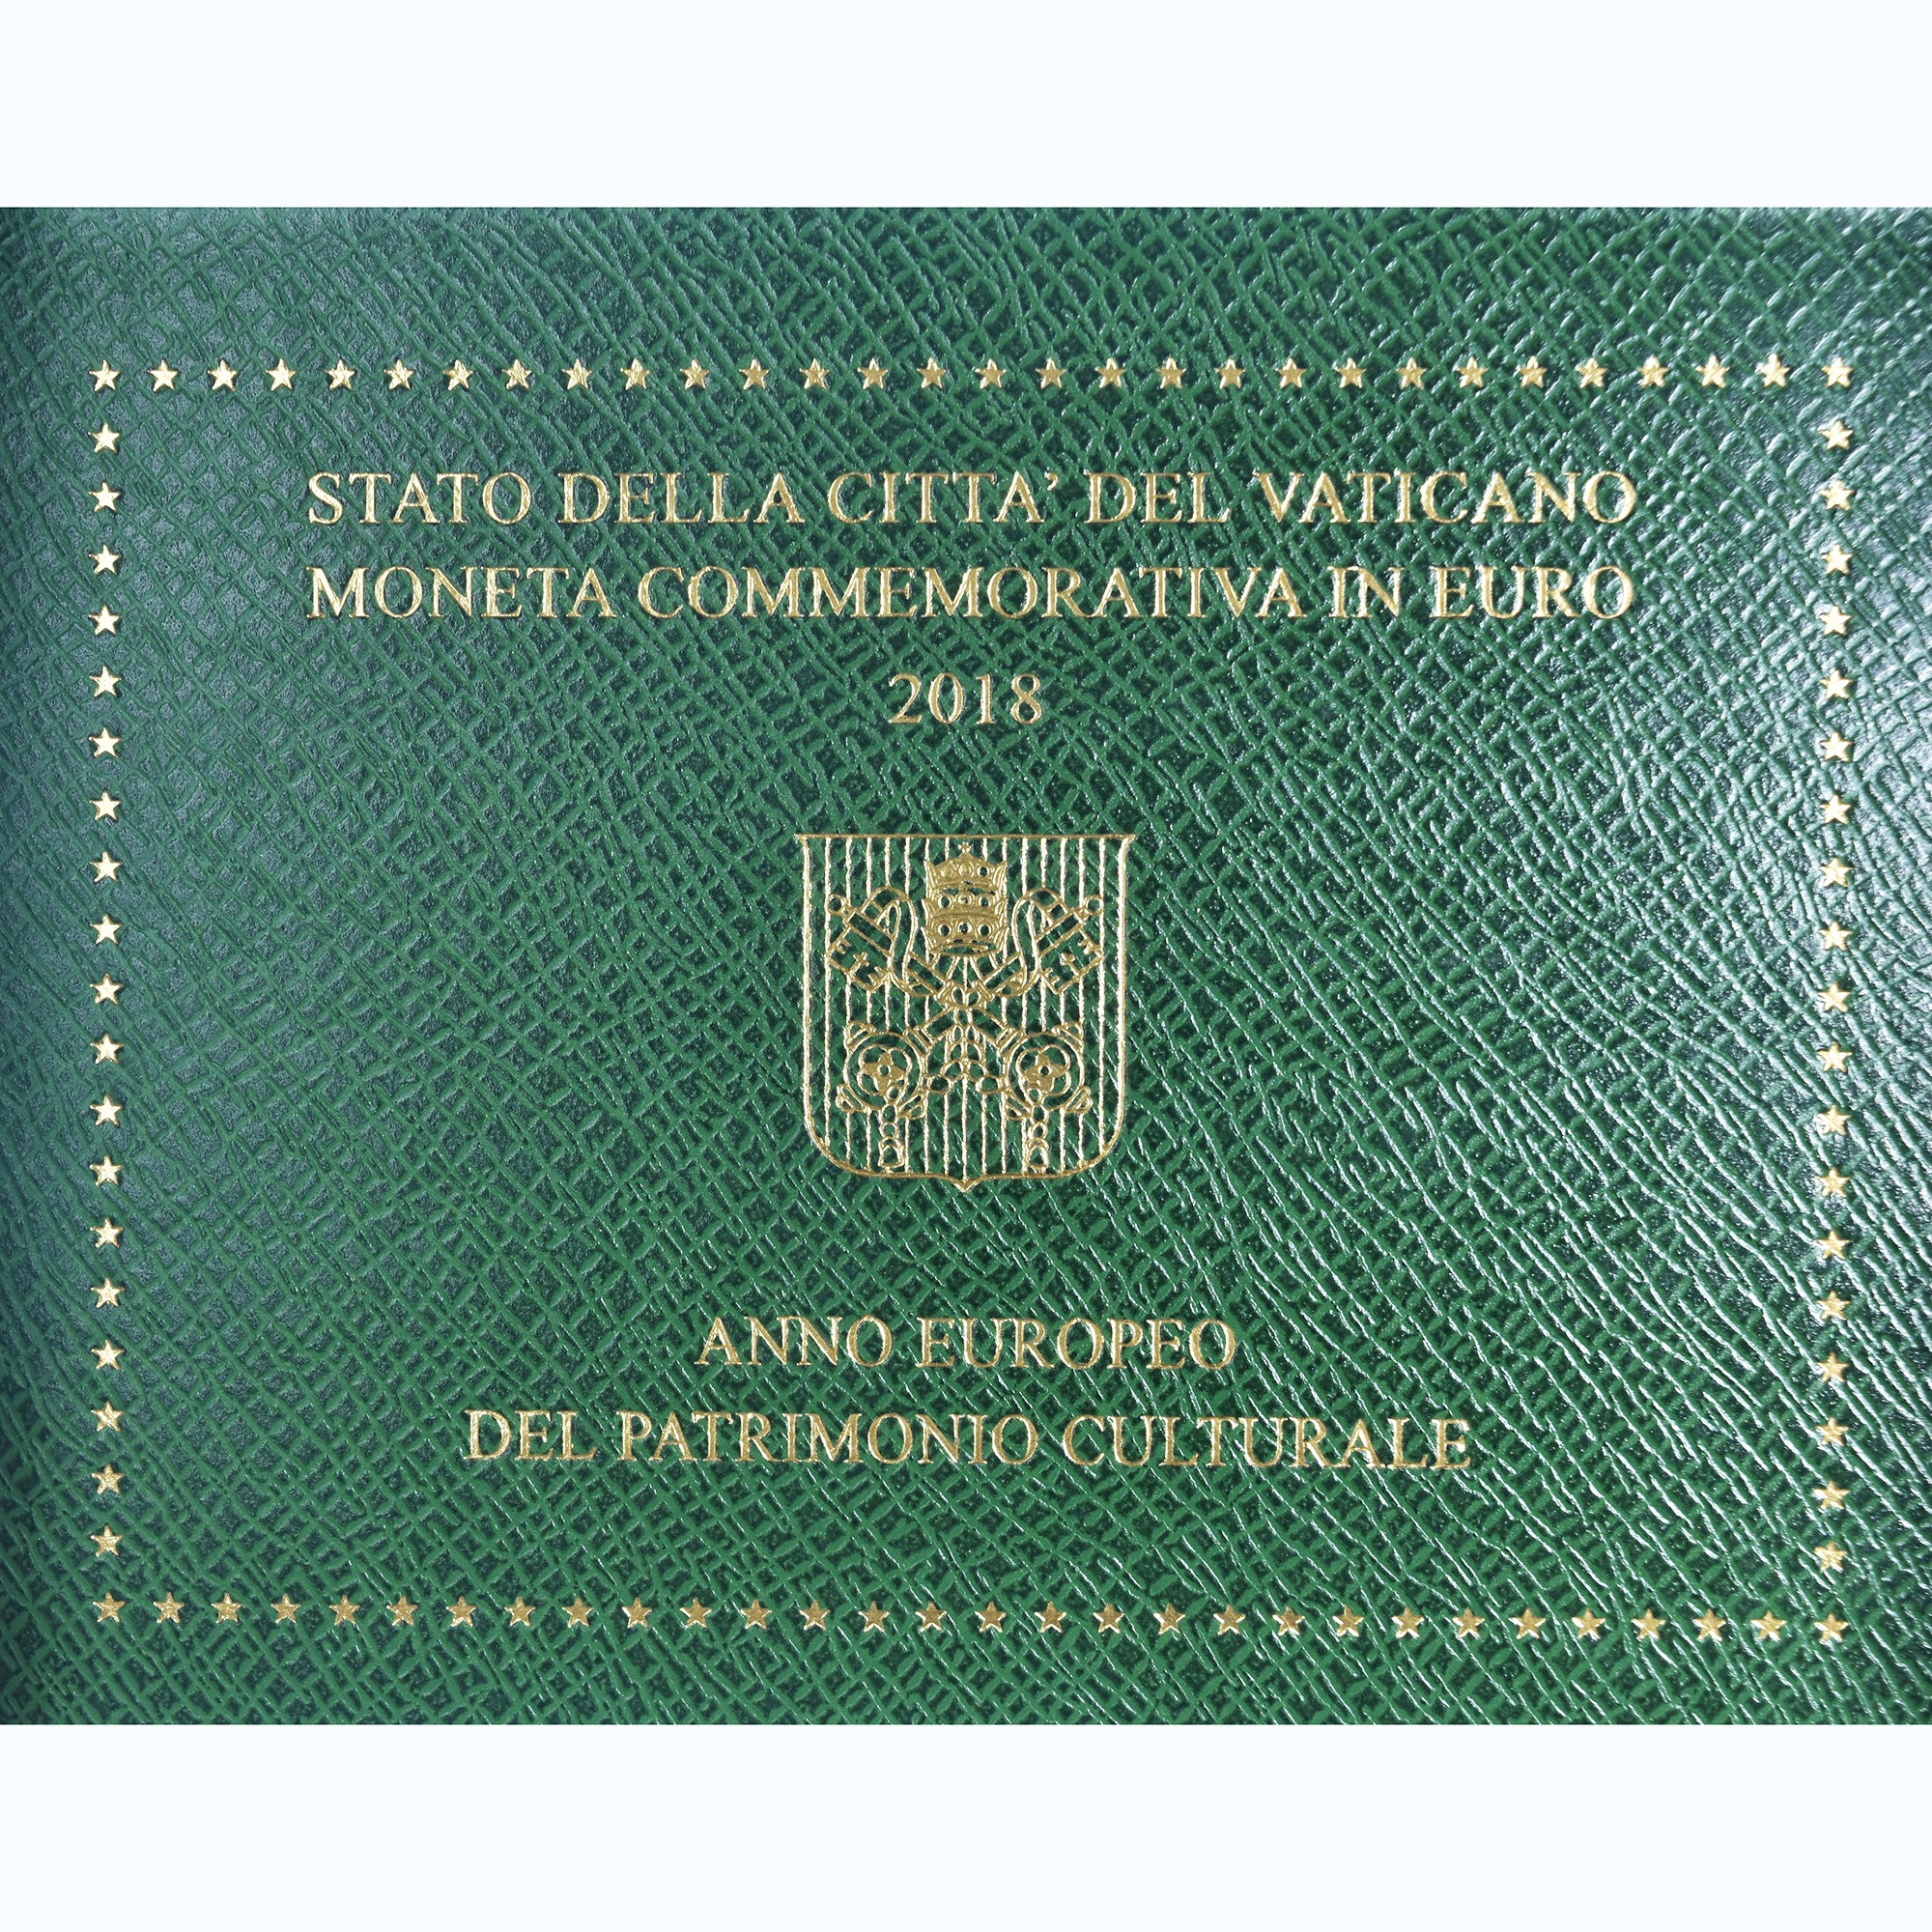 STATO DELLA CITTA' DEL VATICANO
MONETA COMMEMORATIVA IN EURO
2018
ANNO EUROPEO
DEL PATRIMONIO CULTURALE